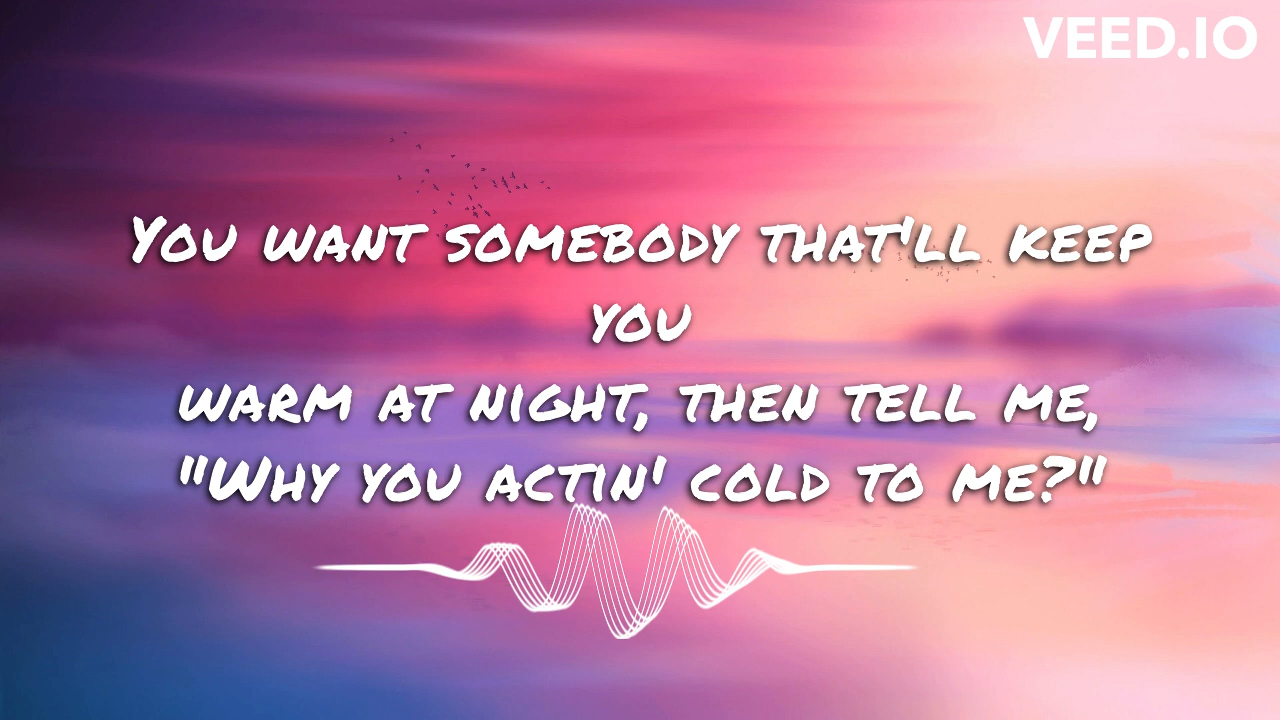 VEED.IO
You want somebody that'll keep
you
warm at night, then tell me,
"Why you actin' cold to me?"